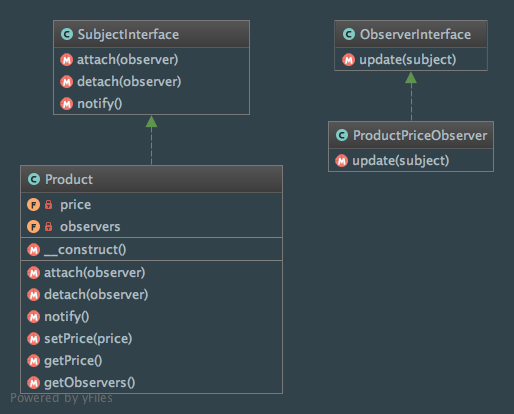 SubjectInterface
attach(observer)
detach(observer)
notify()
ObserverInterface
update(subject)
ProductPriceObserver
update(subject)
Product
price
observers
__construct()
attach(observer)
detach(observer)
notify()
setPrice(price)
getPrice()
getObservers()
Powered by yFiles